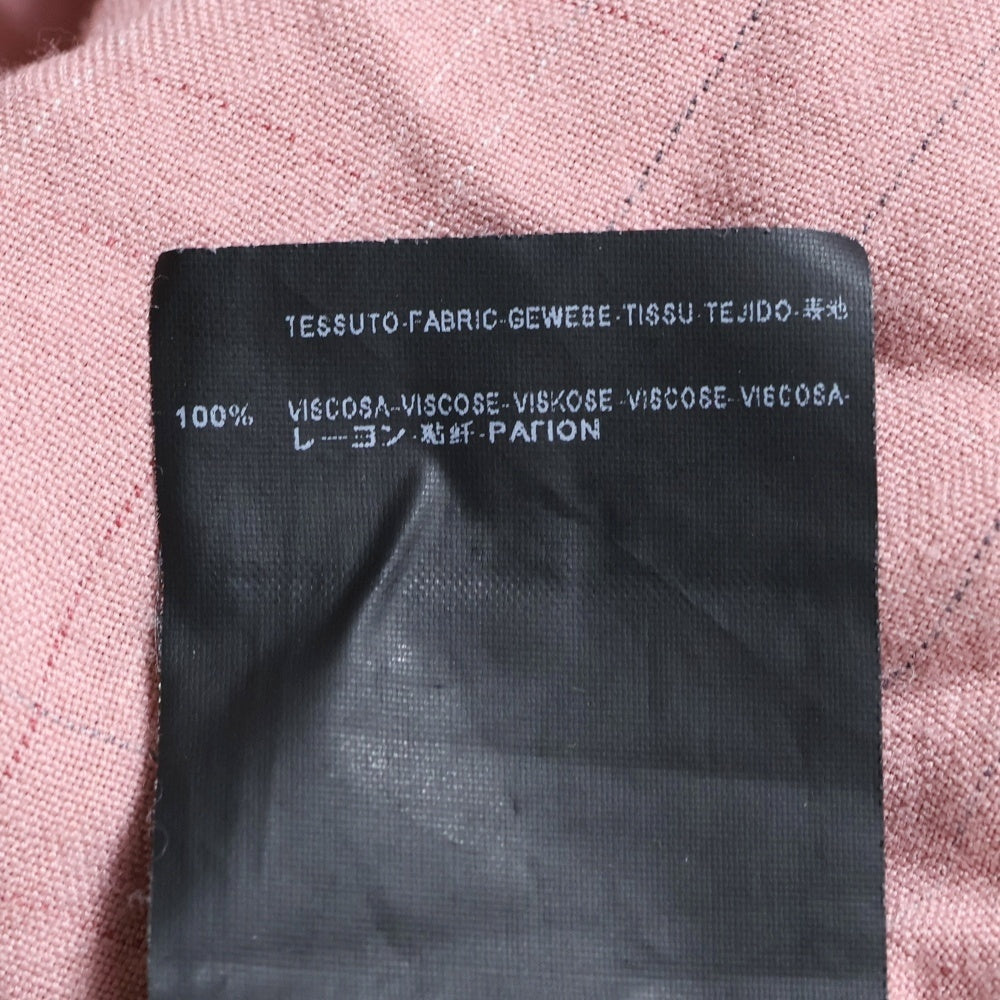 TESSUTO-FABRIC-GEWEBE-TISSU-TEJIDO-表地
100% VISCOSA-VISCOSE-VISKOSE-VISCOSE-VISCOSA-
レーヨン-粘纤-РАГІОN